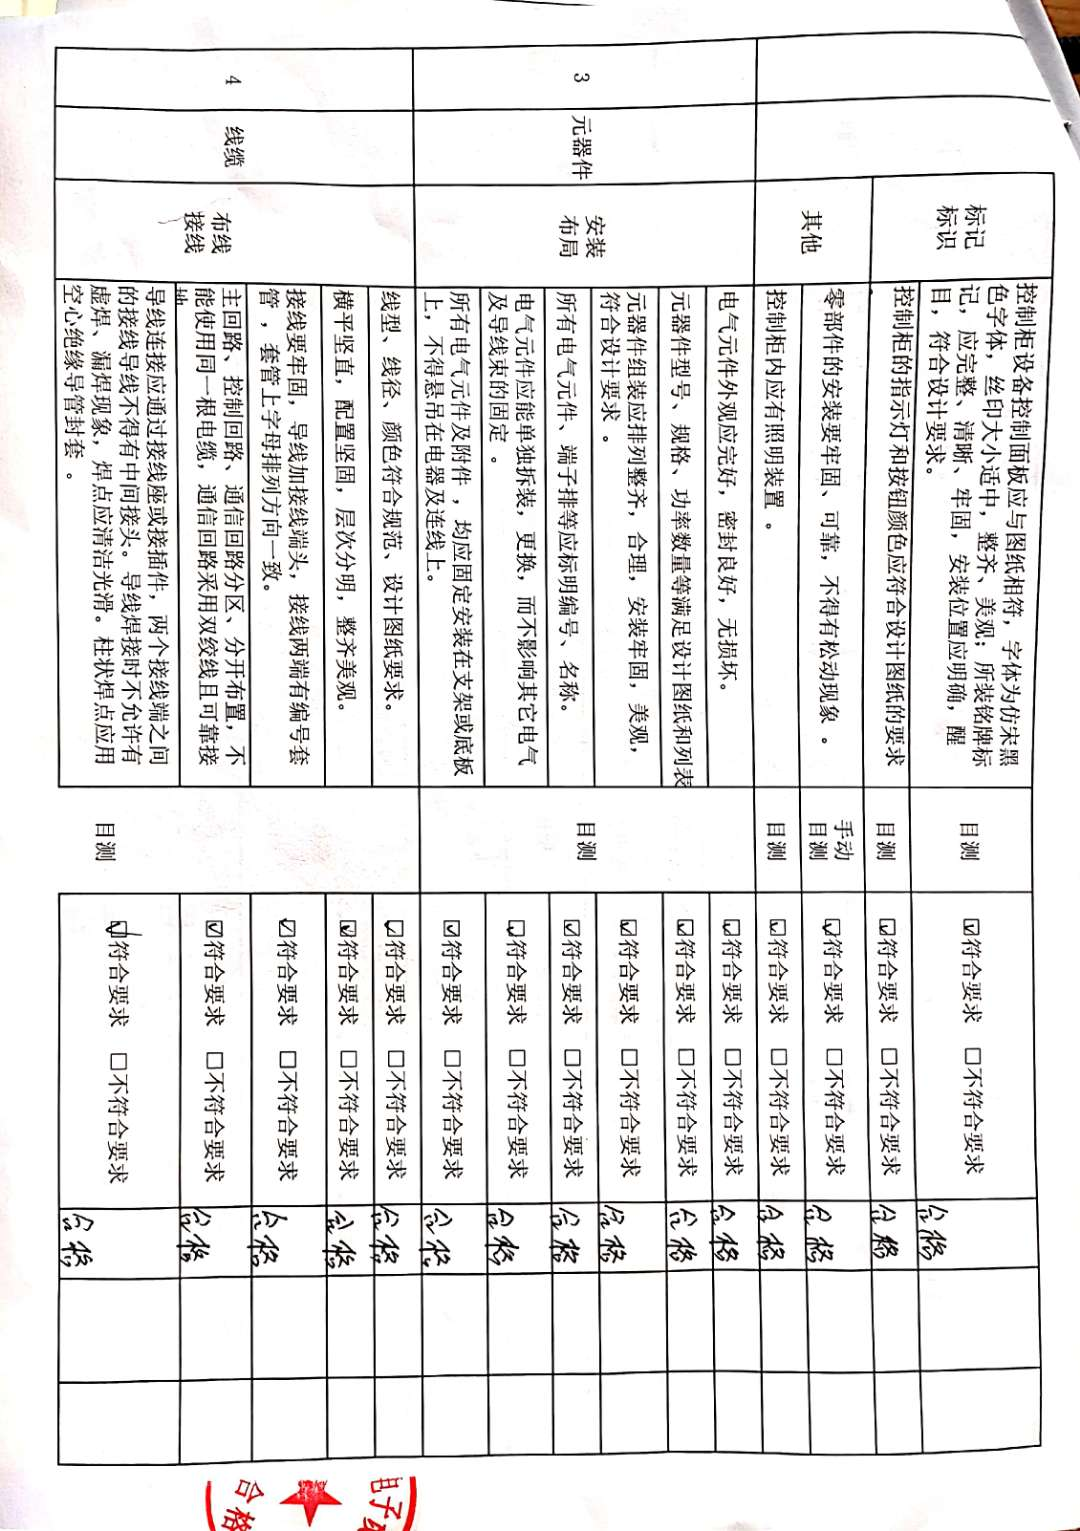 标记
标识
控制柜设备控制面板应与图纸相符，字体为仿宋黑
色字体，丝印大小适中，整齐、美观；所装铭牌标
记，应完整、清晰、牢固，安装位置应明确，醒
目，符合设计要求。
目测
☑符合要求 □不符合要求
合格
控制柜的指示灯和按钮颜色应符合设计图纸的要求
目测
☑符合要求 □不符合要求
合格
其他
零部件的安装要牢固、可靠，不得有松动现象。
手动
目测
☑符合要求 □不符合要求
合格
控制柜内应有照明装置。
目测
☑符合要求 □不符合要求
合格
3
元器件
安装
布局
电气元件外观应完好，密封良好，无损坏。
目测
☑符合要求 □不符合要求
合格
元器件型号、规格、功率数量等满足设计图纸和列表
☑符合要求 □不符合要求
合格
元器件组装应排列整齐，合理，安装牢固，美观，
符合设计要求。
☑符合要求 □不符合要求
合格
所有电气元件、端子排等应标明编号、名称。
☑符合要求 □不符合要求
合格
电气元件应能单独拆装，更换，而不影响其它电气
及导线束的固定。
☑符合要求 □不符合要求
合格
所有电气元件及附件，均应固定安装在支架或底板
上，不得悬吊在电器及连线上。
☑符合要求 □不符合要求
合格
4
线缆
布线
接线
线型、线径、颜色符合规范、设计图纸要求。
目测
☑符合要求 □不符合要求
合格
横平坚直，配置坚固，层次分明，整齐美观。
☑符合要求 □不符合要求
合格
接线要牢固，导线加接线端头，接线两端有编号套
管，套管上字母排列方向一致。
☑符合要求 □不符合要求
合格
主回路、控制回路、通信回路分区、分开布置，不
能使用同一根电缆，通信回路采用双绞线且可靠接
☑符合要求 □不符合要求
合格
导线连接应通过接线座或接插件，两个接线端之间
的接线导线不得有中间接头。导线焊接时不允许有
虚焊、漏焊现象，焊点应清洁光滑。柱状焊点应用
空心绝缘导管封套。
☑符合要求 □不符合要求
合格
电子
合格